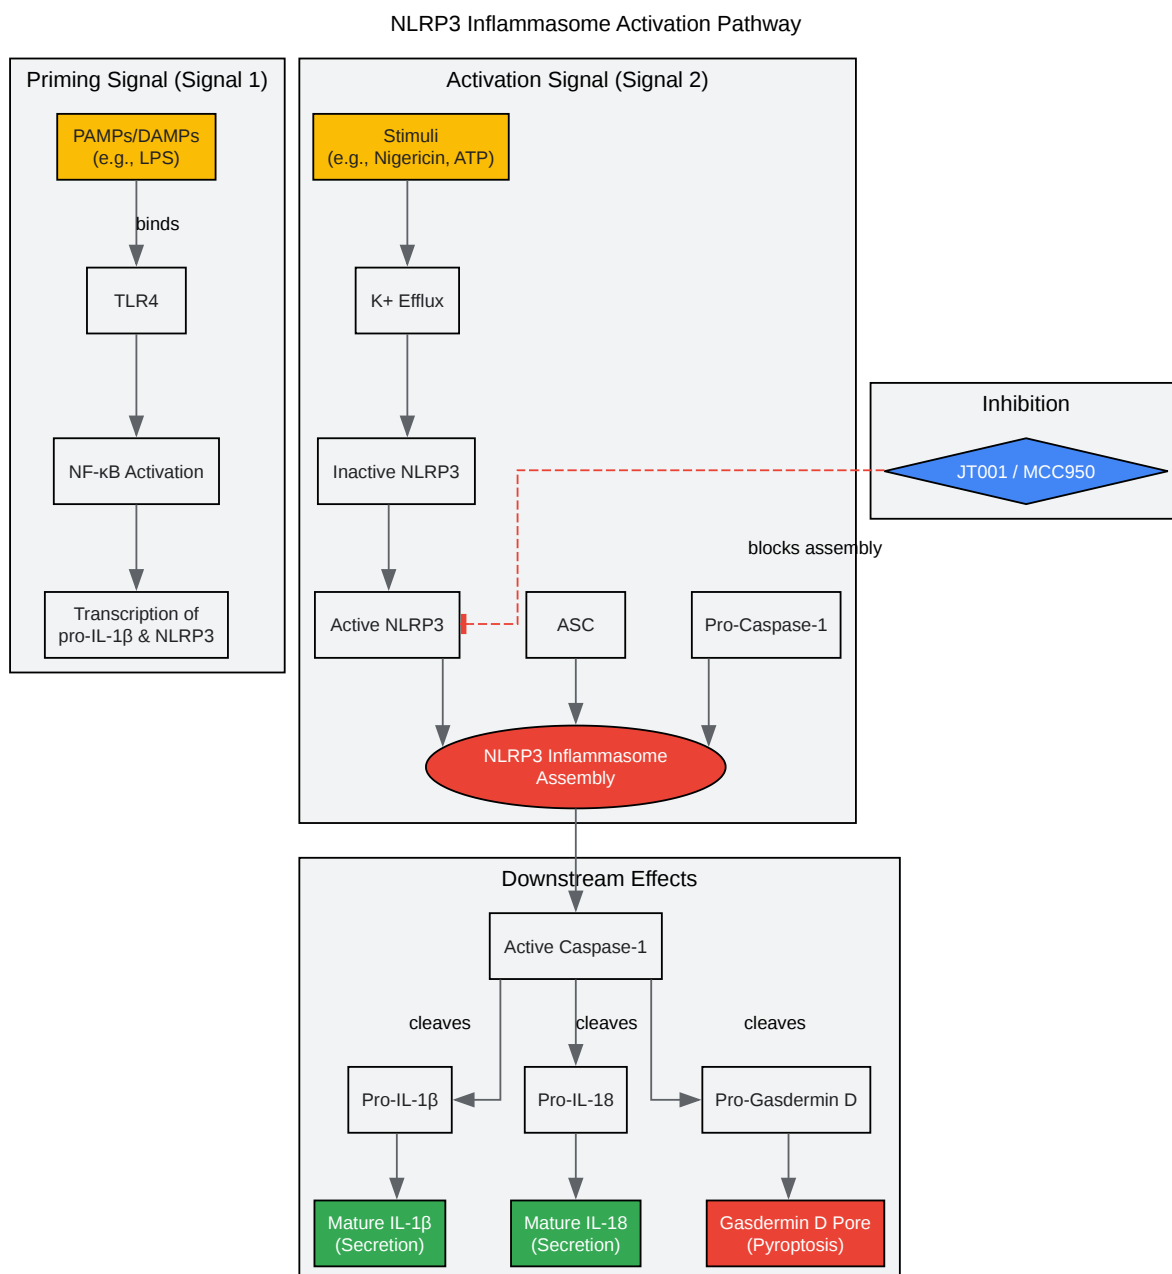 NLRP3 Inflammasome Activation Pathway
Priming Signal (Signal 1)
PAMPs/DAMPs
(e.g., LPS)
binds
TLR4
NF-κB Activation
Transcription of
pro-IL-1β & NLRP3
Activation Signal (Signal 2)
Stimuli
(e.g., Nigericin, ATP)
K+ Efflux
Inactive NLRP3
Active NLRP3
ASC
Pro-Caspase-1
NLRP3 Inflammasome
Assembly
Inhibition
JT001 / MCC950
blocks assembly
Downstream Effects
Active Caspase-1
cleaves
cleaves
cleaves
Pro-IL-1β
Pro-IL-18
Pro-Gasdermin D
Mature IL-1β
(Secretion)
Mature IL-18
(Secretion)
Gasdermin D Pore
(Pyroptosis)